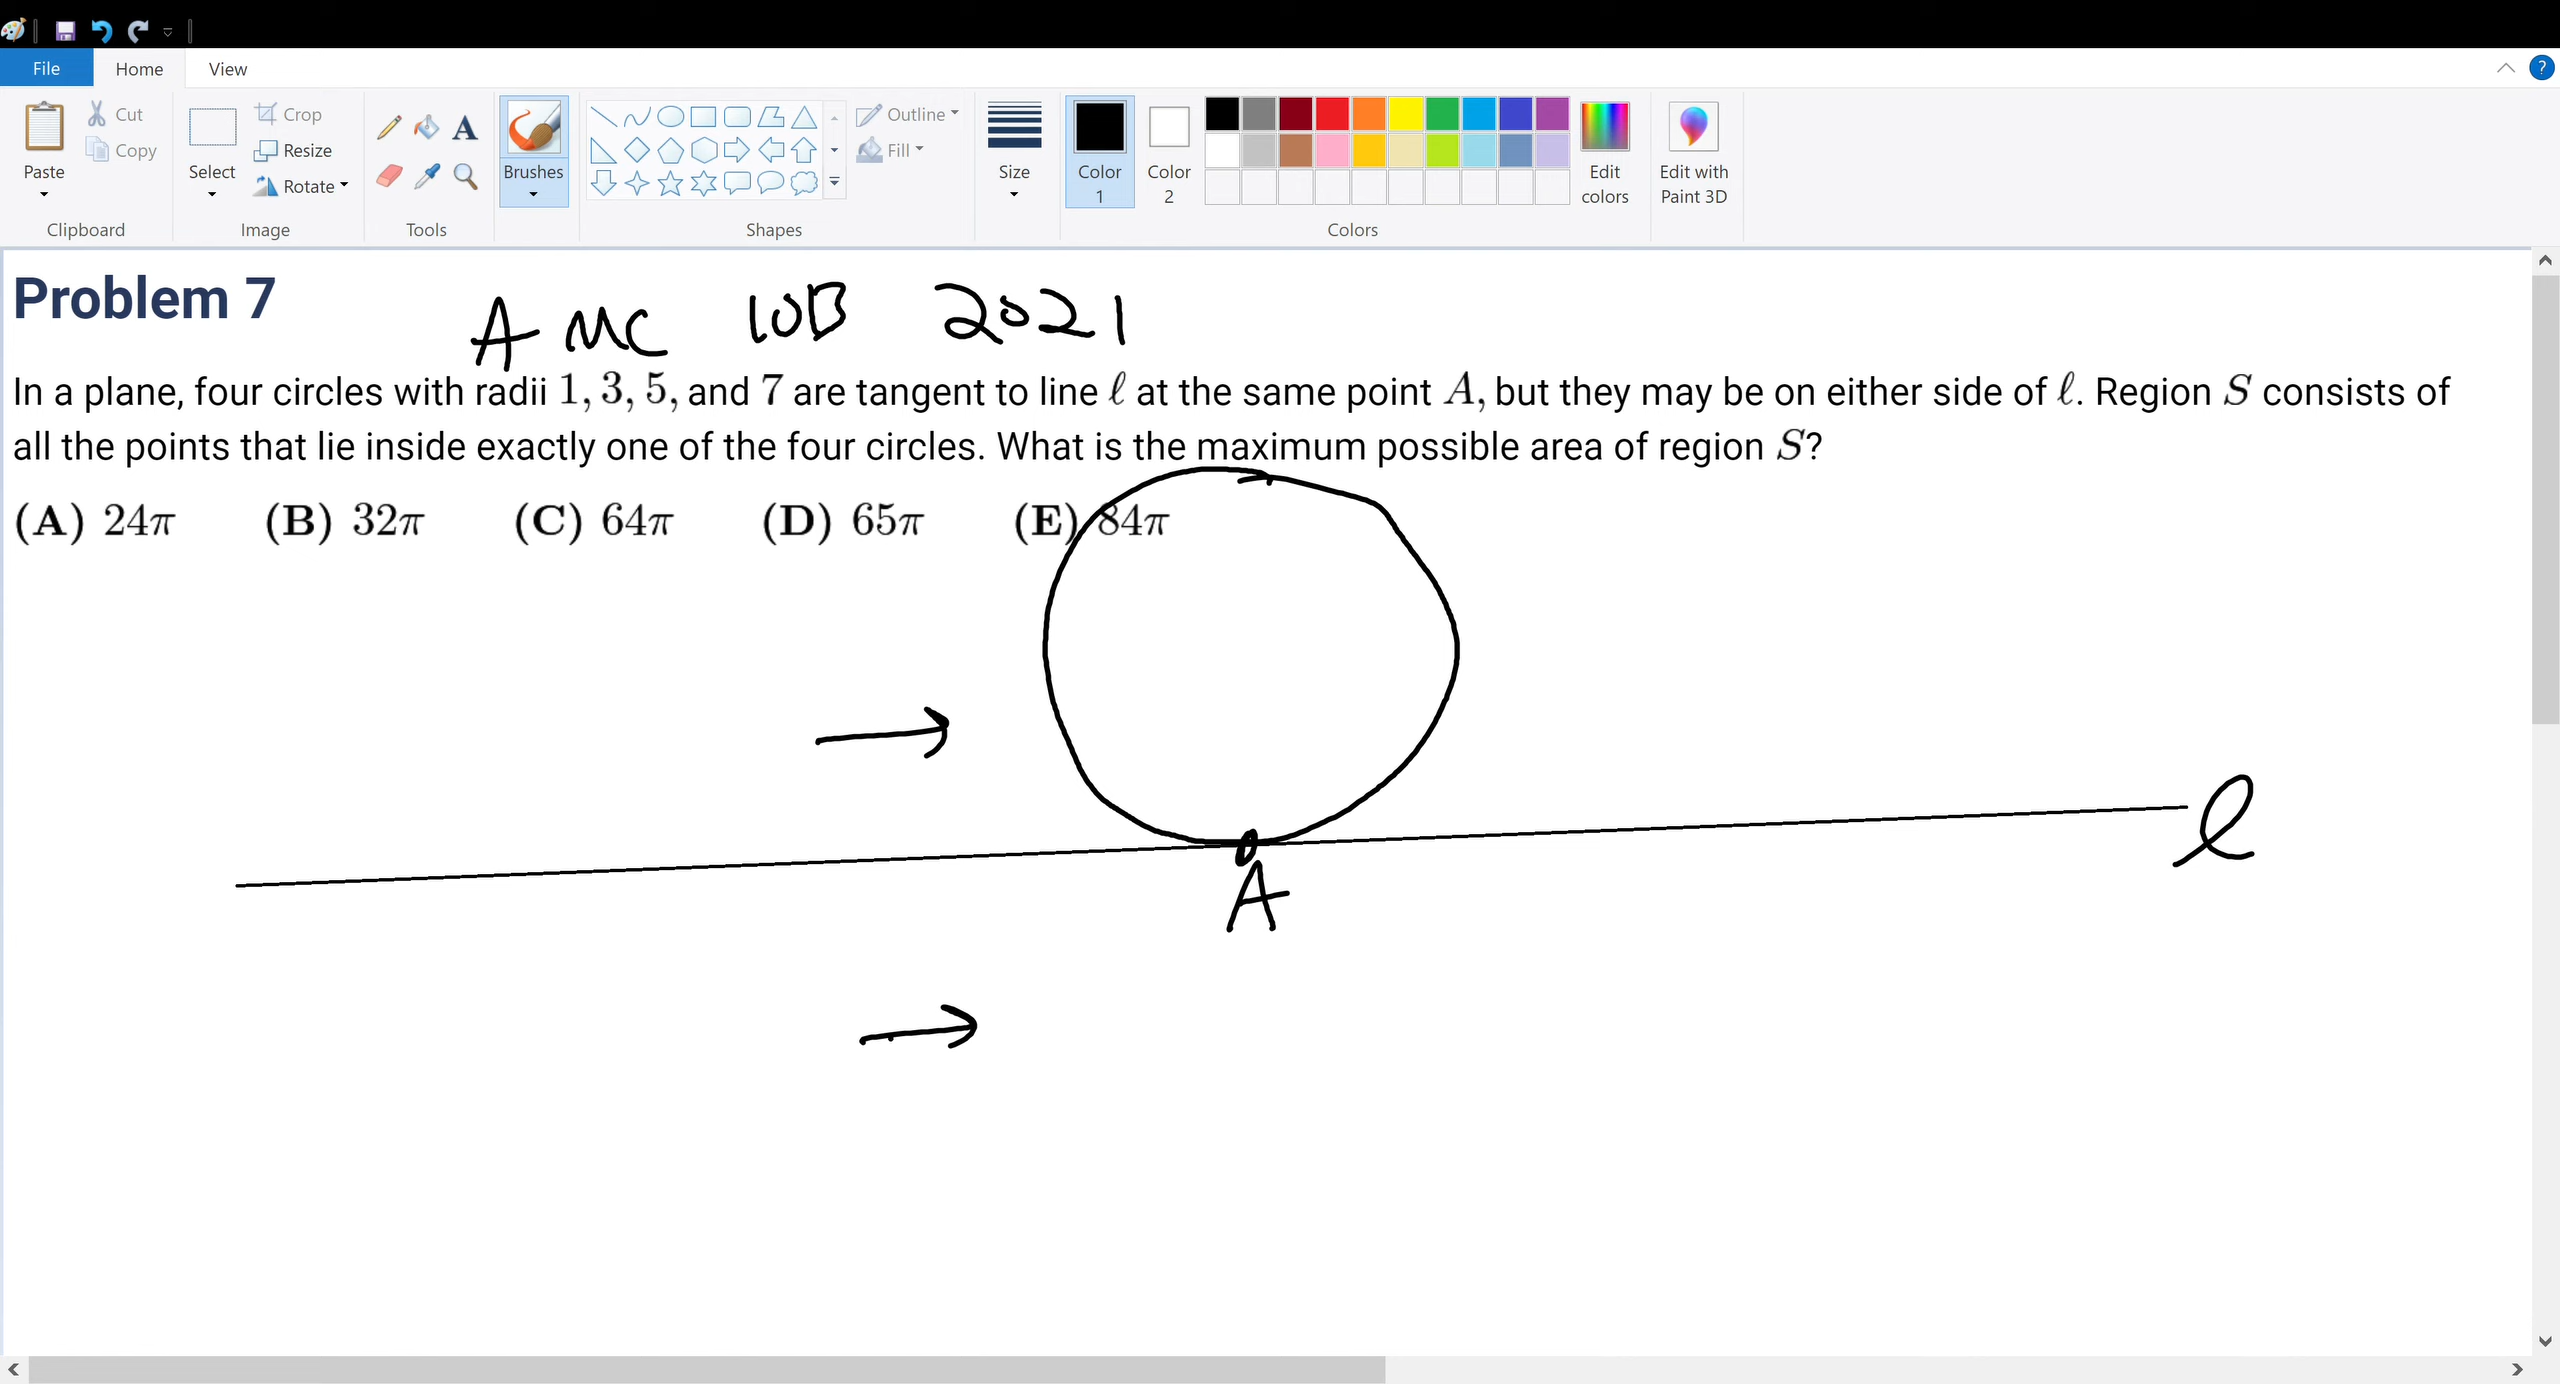 File Home View
Paste Cut Copy Clipboard
Select Crop Resize Rotate Image
Tools
Brushes
Outline Fill Shapes
Size
Color 1 Color 2 Edit colors Colors
Edit with Paint 3D
Problem 7
AMC 10B 2021
In a plane, four circles with radii 1, 3, 5, and 7 are tangent to line ℓ at the same point A, but they may be on either side of ℓ. Region S consists of
all the points that lie inside exactly one of the four circles. What is the maximum possible area of region S?
(A) 24π (B) 32π (C) 64π (D) 65π (E) 84π
ℓ
A